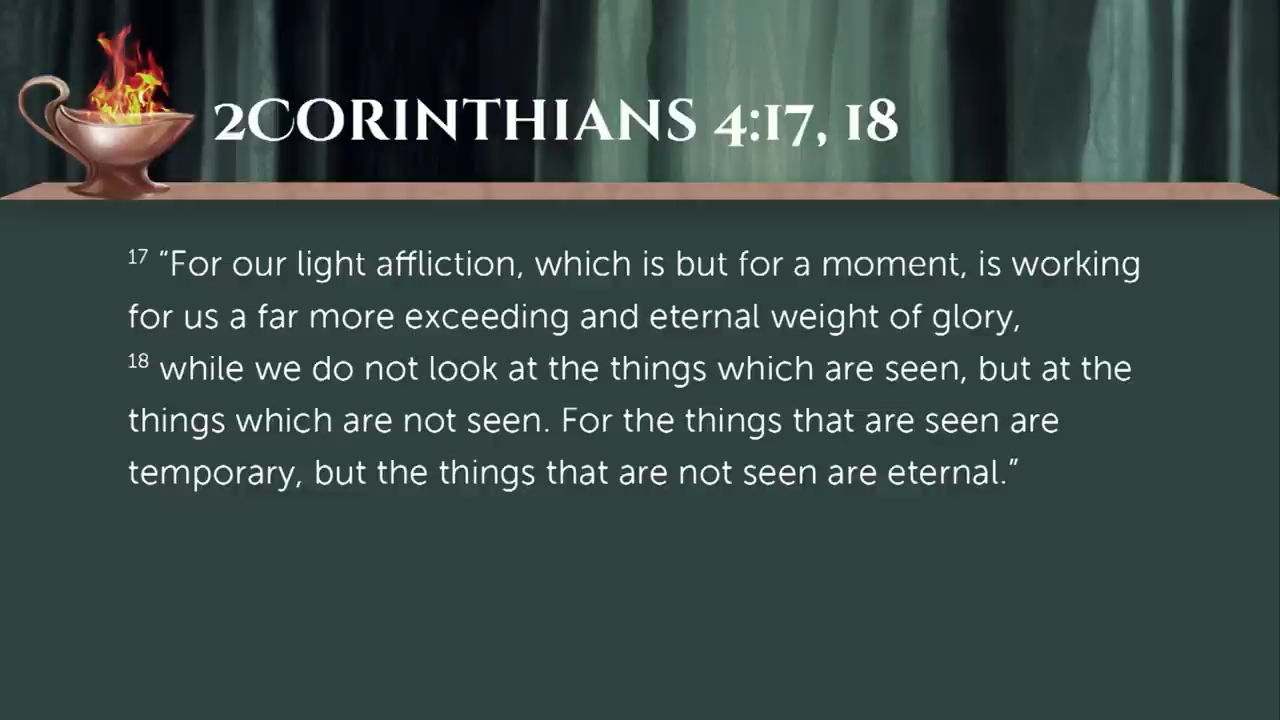 2Corinthians 4:17, 18
17 “For our light affliction, which is but for a moment, is working
for us a far more exceeding and eternal weight of glory,
18 while we do not look at the things which are seen, but at the
things which are not seen. For the things that are seen are
temporary, but the things that are not seen are eternal.”